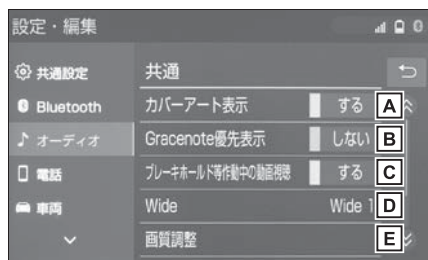 設定・編集
共通設定
Bluetooth
オーディオ
電話
車両
共通
カバーアート表示 する A
Gracenote優先表示 しない B
ブレーキホールド等作動中の動画視聴 する C
Wide Wide 1 D
画質調整 E